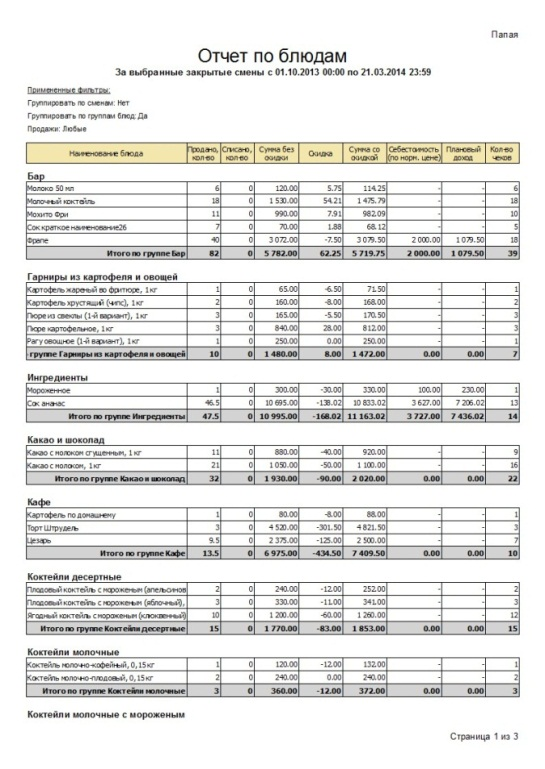 Папая
Отчет по блюдам
За выбранные закрытые смены с 01.10.2013 00:00 по 21.03.2014 23:59
Примененные фильтры:
Группировать по сменам: Нет
Группировать по группам блюд: Да
Продажи: Любые
Наименование блюда Продано, кол-во Списано, кол-во Сумма без скидки Скидка Сумма со скидкой Себестоимость (по норм. цене) Плановый доход Кол-во чеков
Бар
Молоко 50 мл 6 0 120.00 5.75 114.25 - - 6
Молочный коктейль 18 0 1 530.00 54.21 1 475.79 - - 18
Мохито Фри 11 0 990.00 7.91 982.09 - - 10
Сок краткое наименование26 7 0 70.00 1.88 68.12 - - 5
Фрапе 40 0 3 072.00 -7.50 3 079.50 2 000.00 1 079.50 18
Итого по группе Бар 82 0 5 782.00 62.25 5 719.75 2 000.00 1 079.50 39
Гарниры из картофеля и овощей
Картофель жареный во фритюре, 1кг 1 0 65.00 -6.50 71.50 - - 1
Картофель хрустящий (чипс), 1кг 2 0 160.00 -8.00 168.00 - - 2
Пюре из свеклы (1-й вариант), 1кг 3 0 165.00 -5.50 170.50 - - 3
Пюре картофельное, 1кг 3 0 840.00 28.00 812.00 - - 3
Рагу овощное (1-й вариант), 1кг 1 0 250.00 0.00 250.00 - - 1
группе Гарниры из картофеля и овощей 10 0 1 480.00 8.00 1 472.00 0.00 0.00 7
Ингредиенты
Мороженное 1 0 300.00 -30.00 330.00 100.00 230.00 1
Сок ананас 46.5 0 10 695.00 -138.02 10 833.02 3 627.00 7 206.02 13
Итого по группе Ингредиенты 47.5 0 10 995.00 -168.02 11 163.02 3 727.00 7 436.02 14
Какао и шоколад
Какао с молоком сгущенным, 1кг 11 0 880.00 -40.00 920.00 - - 9
Какао с молоком, 1кг 21 0 1 050.00 -50.00 1 100.00 - - 16
Итого по группе Какао и шоколад 32 0 1 930.00 -90.00 2 020.00 0.00 0.00 22
Кафе
Картофель по домашнему 1 0 80.00 -8.00 88.00 - - 1
Торт Штрудель 3 0 4 520.00 -301.50 4 821.50 - - 3
Цезарь 9.5 0 2 375.00 -125.00 2 500.00 - - 7
Итого по группе Кафе 13.5 0 6 975.00 -434.50 7 409.50 0.00 0.00 10
Коктейли десертные
Плодовый коктейль с мороженым (апельсинов 2 0 240.00 -12.00 252.00 - - 2
Плодовый коктейль с мороженым (яблочный), 3 0 330.00 -11.00 341.00 - - 3
Ягодный коктейль с мороженым (клюквенный) 10 0 1 200.00 -60.00 1 260.00 - - 12
Итого по группе Коктейли десертные 15 0 1 770.00 -83.00 1 853.00 0.00 0.00 15
Коктейли молочные
Коктейль молочно-кофейный, 0,15кг 1 0 120.00 -12.00 132.00 - - 1
Коктейль молочно-плодовый, 0,15кг 2 0 240.00 0.00 240.00 - - 2
Итого по группе Коктейли молочные 3 0 360.00 -12.00 372.00 0.00 0.00 3
Коктейли молочные с мороженым
Страница 1 из 3